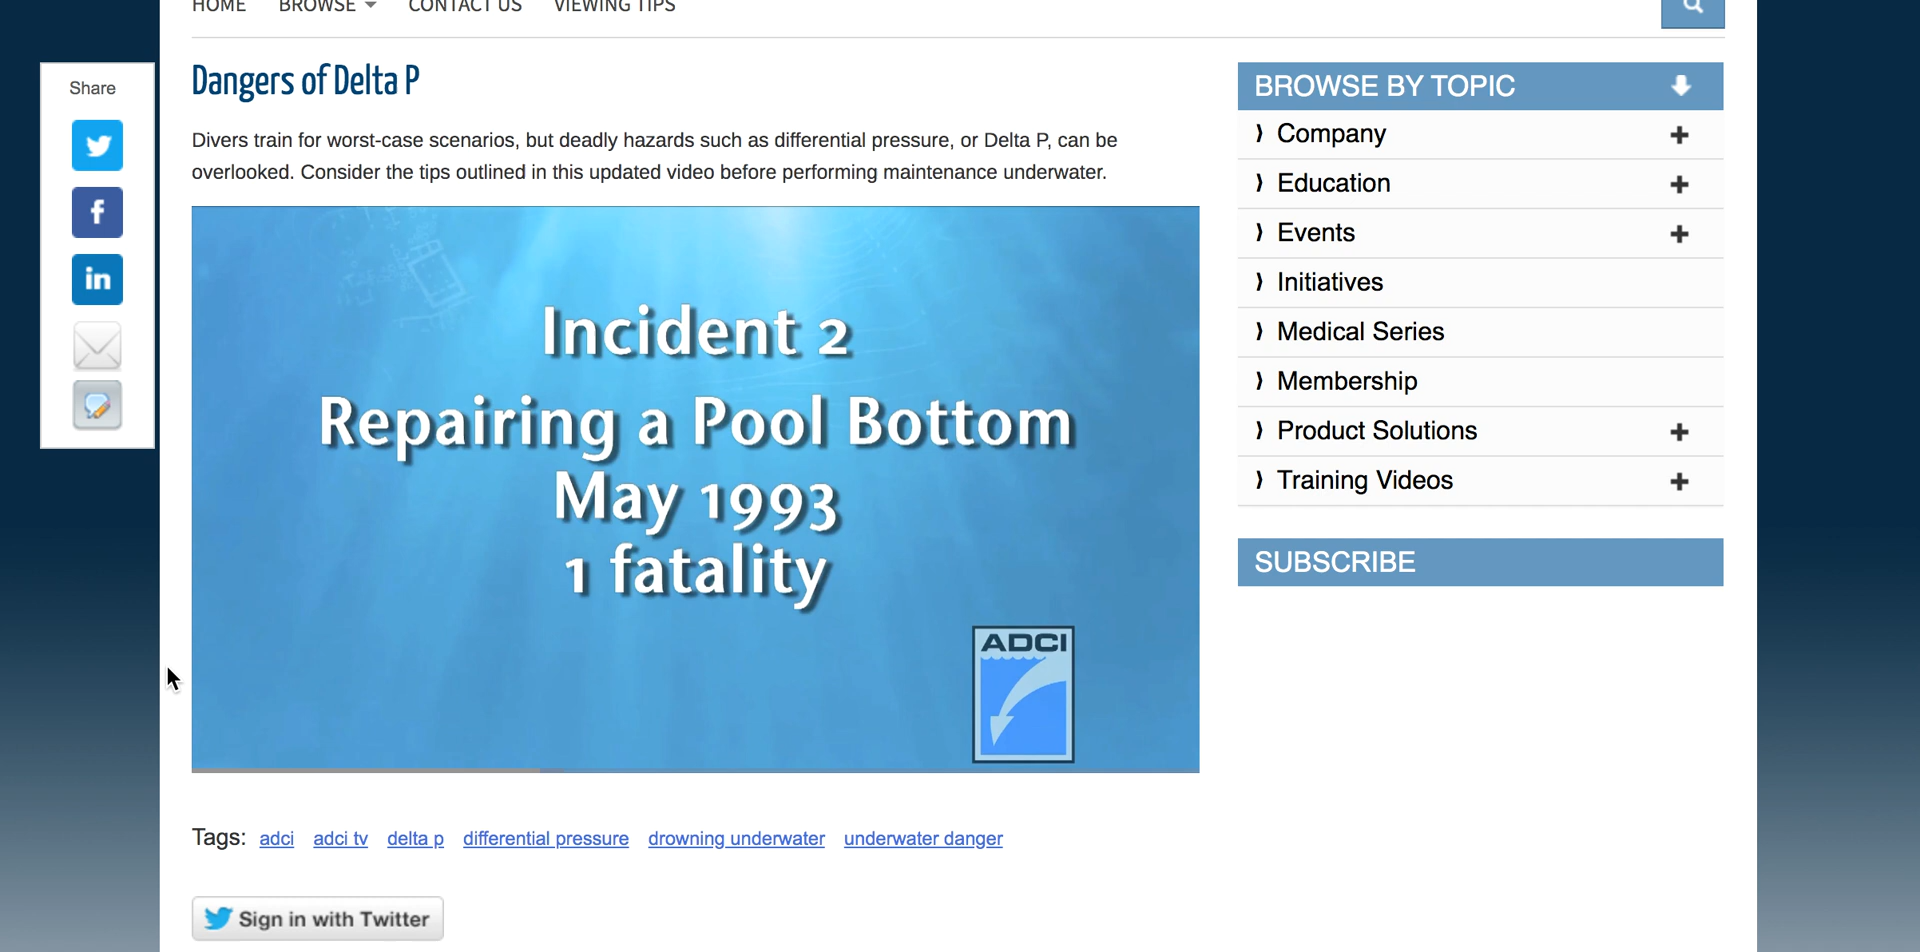 HOME BROWSE CONTACT US VIEWING TIPS
Share
Dangers of Delta P
Divers train for worst-case scenarios, but deadly hazards such as differential pressure, or Delta P, can be
overlooked. Consider the tips outlined in this updated video before performing maintenance underwater.
Incident 2
Repairing a Pool Bottom
May 1993
1 fatality
ADCI
Tags: adci adci tv delta p differential pressure drowning underwater underwater danger
Sign in with Twitter
BROWSE BY TOPIC
Company
Education
Events
Initiatives
Medical Series
Membership
Product Solutions
Training Videos
SUBSCRIBE